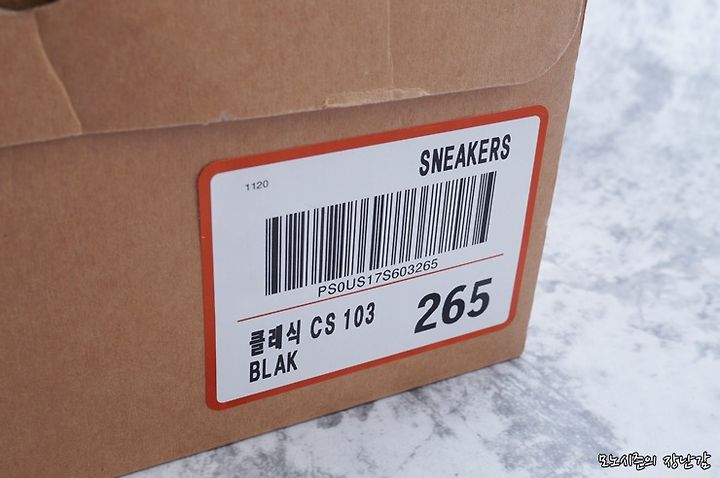 SNEAKERS
1120
PS0US17S603265
클래식 CS 103
265
BLAK
모노시즌의 장난감